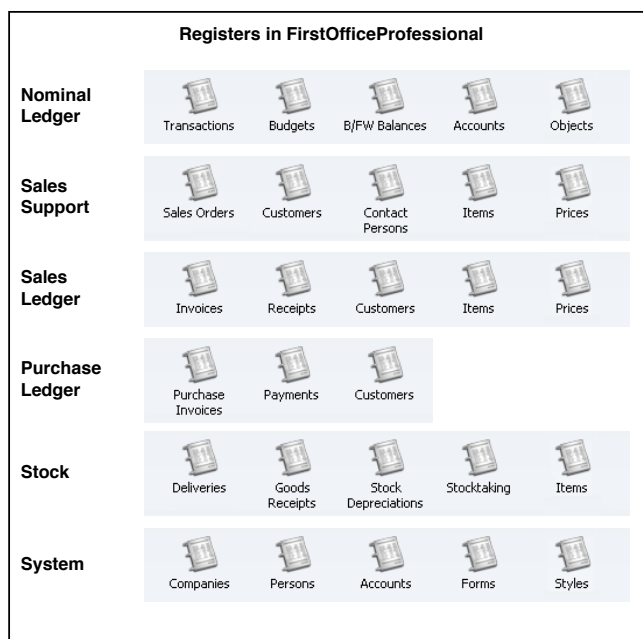 Registers in FirstOfficeProfessional
Nominal
Ledger
Transactions Budgets B/FW Balances Accounts Objects
Sales
Support
Sales Orders Customers Contact
Persons Items Prices
Sales
Ledger
Invoices Receipts Customers Items Prices
Purchase
Ledger
Purchase
Invoices Payments Customers
Stock
Deliveries Goods
Receipts Stock
Depreciations Stocktaking Items
System
Companies Persons Accounts Forms Styles